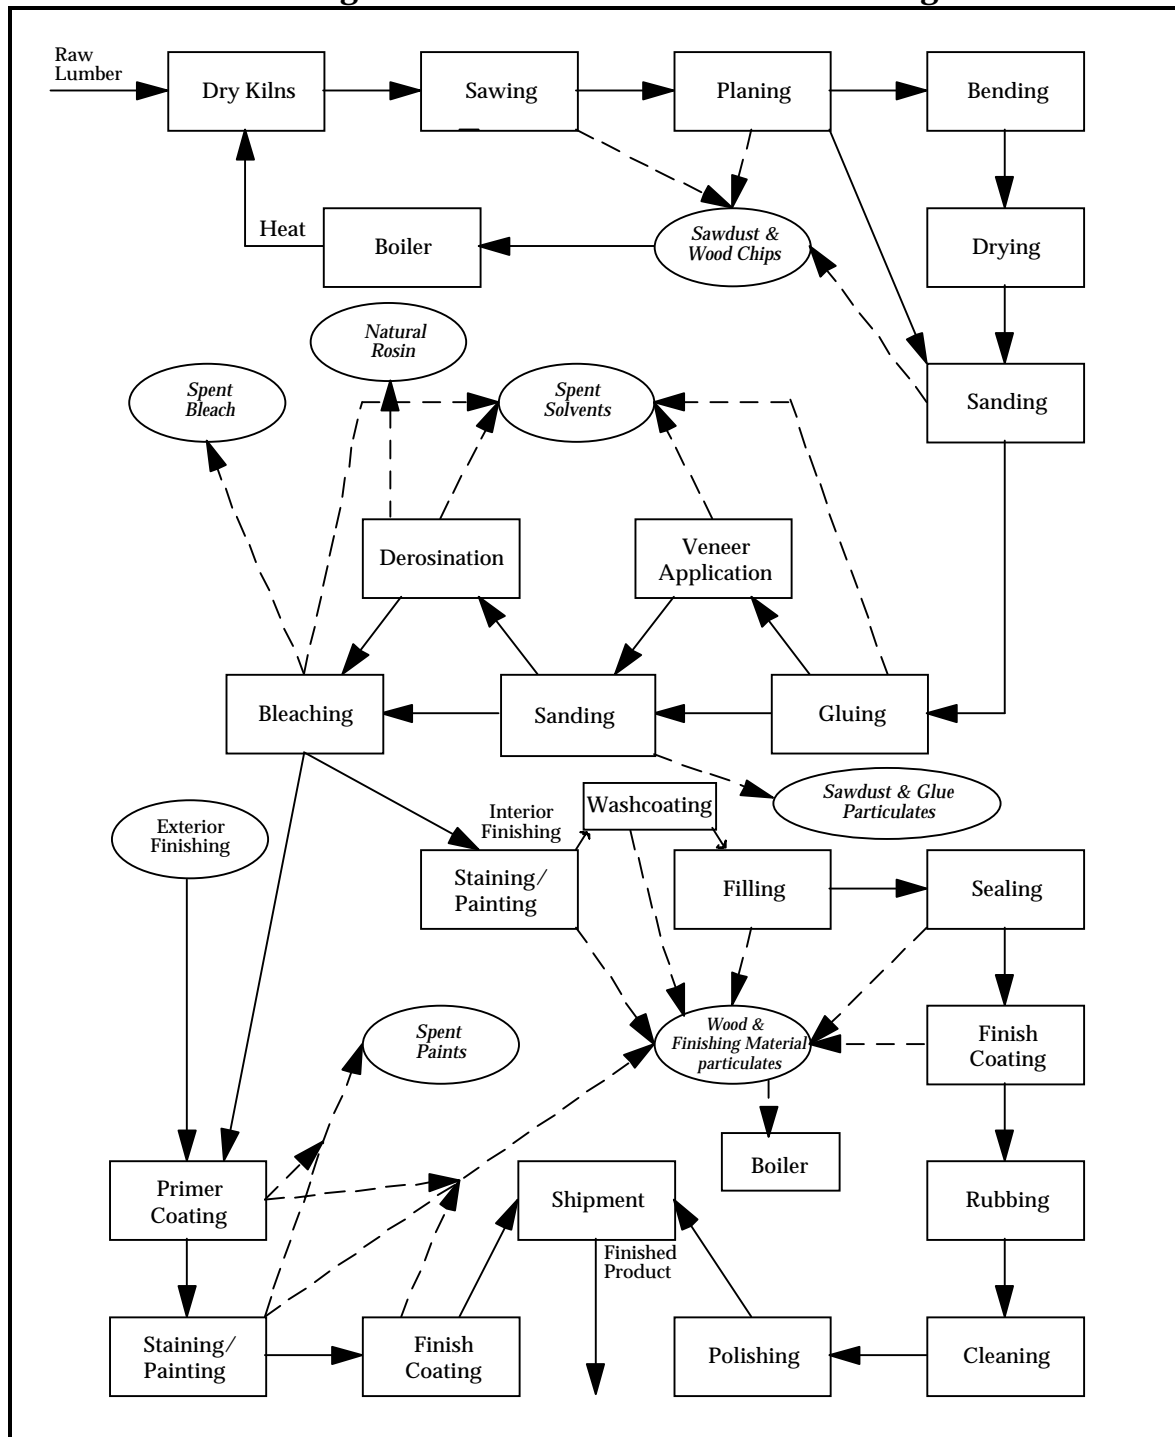 Raw
Lumber
Dry Kilns
Sawing
Planing
Bending
Heat
Boiler
Sawdust &
Wood Chips
Drying
Natural
Rosin
Spent
Bleach
Spent
Solvents
Sanding
Derosination
Veneer
Application
Bleaching
Sanding
Gluing
Sawdust & Glue
Particulates
Exterior
Finishing
Interior
Finishing
Washcoating
Staining/
Painting
Filling
Sealing
Spent
Paints
Wood &
Finishing Material
particulates
Finish
Coating
Boiler
Primer
Coating
Shipment
Rubbing
Finished
Product
Staining/
Painting
Finish
Coating
Polishing
Cleaning